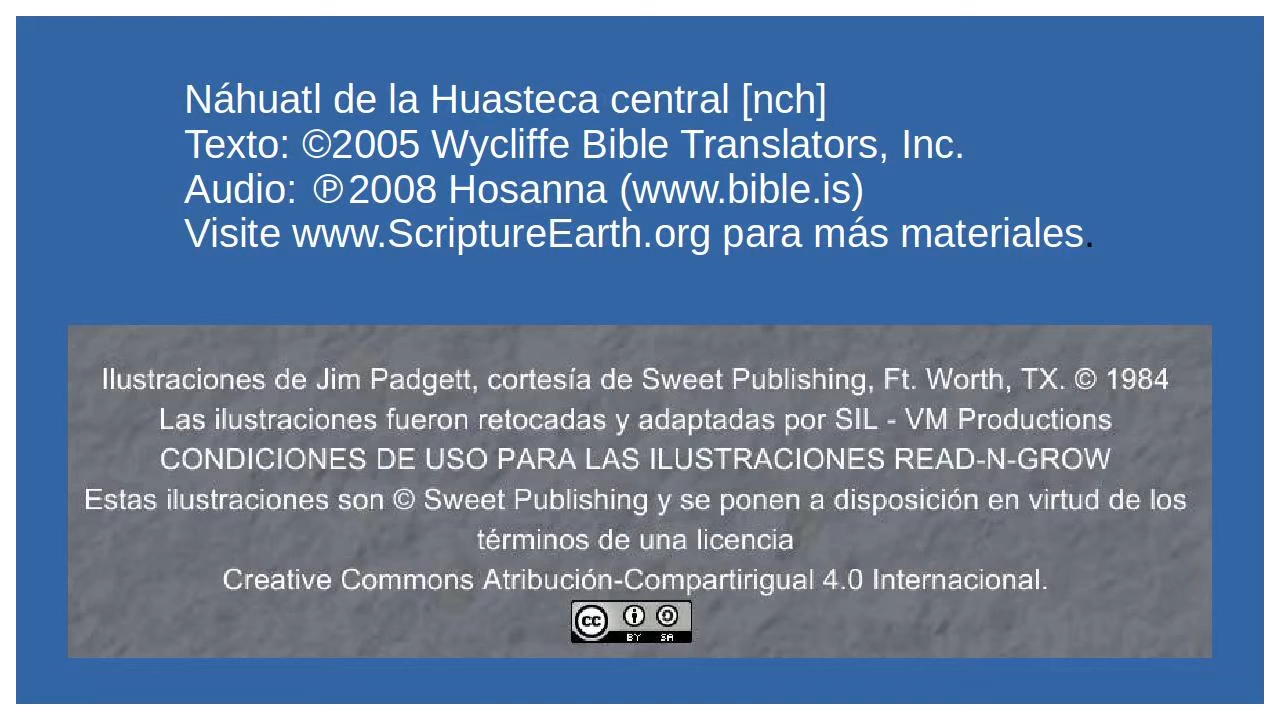 Náhuatl de la Huasteca central [nch]
Texto: ©2005 Wycliffe Bible Translators, Inc.
Audio: ℗2008 Hosanna (www.bible.is)
Visite www.ScriptureEarth.org para más materiales.
Ilustraciones de Jim Padgett, cortesía de Sweet Publishing, Ft. Worth, TX. © 1984
Las ilustraciones fueron retocadas y adaptadas por SIL - VM Productions
CONDICIONES DE USO PARA LAS ILUSTRACIONES READ-N-GROW
Estas ilustraciones son © Sweet Publishing y se ponen a disposición en virtud de los
términos de una licencia
Creative Commons Atribución-Compartirigual 4.0 Internacional.
cc
BY SA